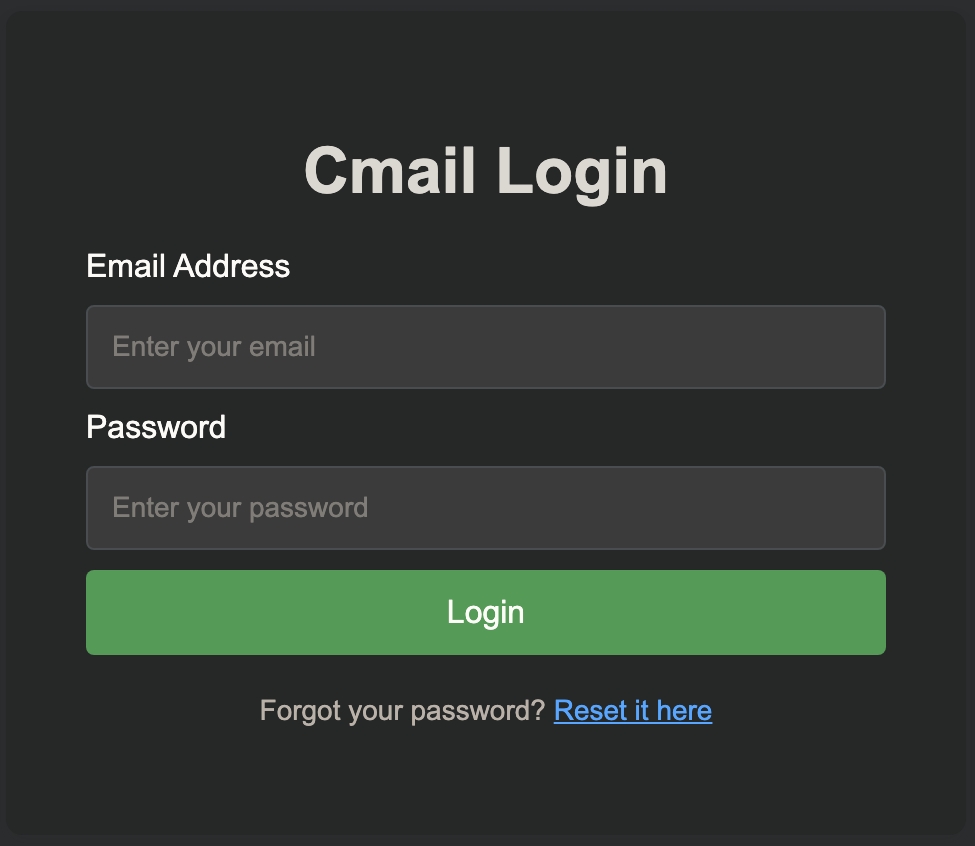 Cmail Login
Email Address
Enter your email
Password
Enter your password
Login
Forgot your password? Reset it here